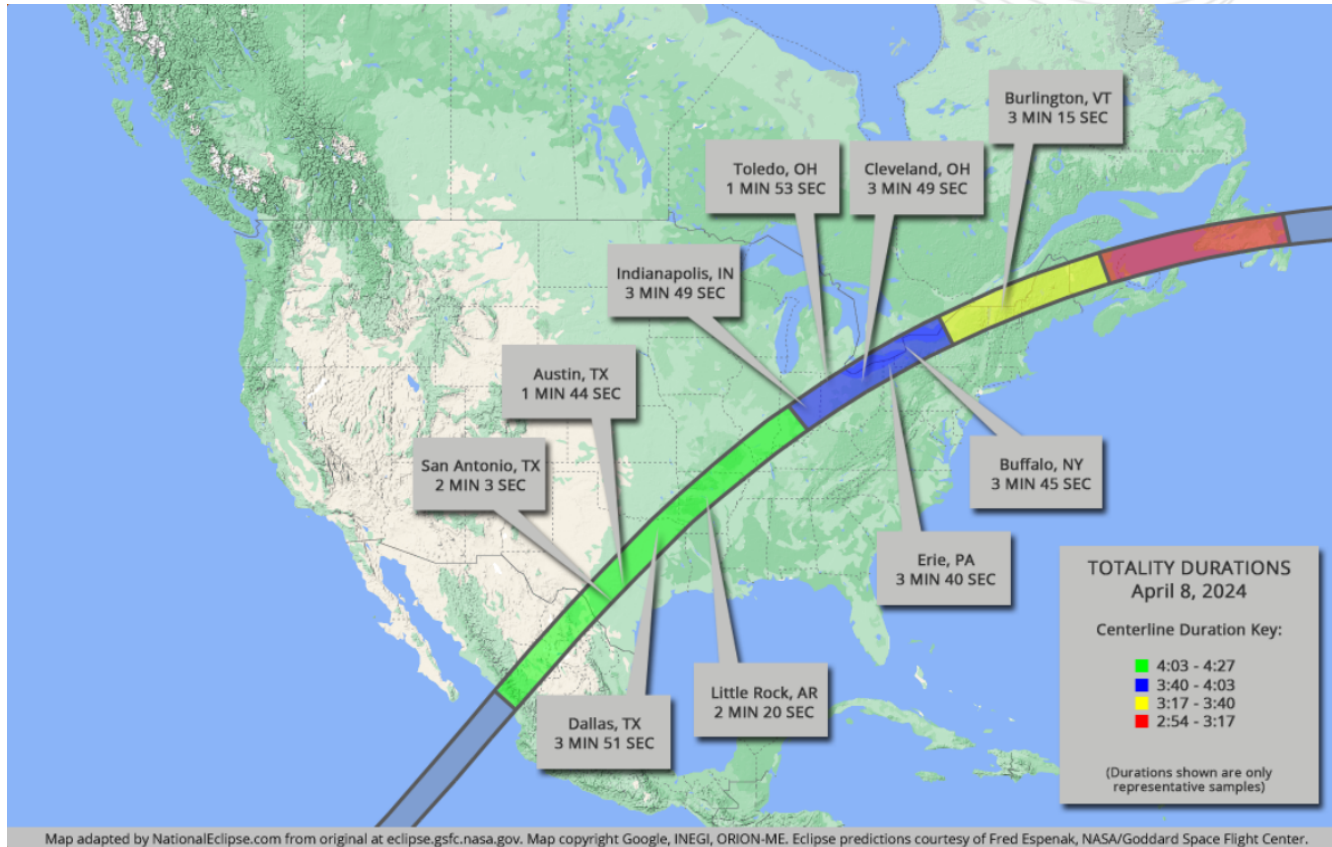 Burlington, VT
3 MIN 15 SEC
Toledo, OH
1 MIN 53 SEC
Cleveland, OH
3 MIN 49 SEC
Indianapolis, IN
3 MIN 49 SEC
Austin, TX
1 MIN 44 SEC
San Antonio, TX
2 MIN 3 SEC
Buffalo, NY
3 MIN 45 SEC
Erie, PA
3 MIN 40 SEC
Little Rock, AR
2 MIN 20 SEC
Dallas, TX
3 MIN 51 SEC
TOTALITY DURATIONS
April 8, 2024
Centerline Duration Key:
4:03 - 4:27
3:40 - 4:03
3:17 - 3:40
2:54 - 3:17
(Durations shown are only
representative samples)
Map adapted by NationalEclipse.com from original at eclipse.gsfc.nasa.gov. Map copyright Google, INEGI, ORION-ME. Eclipse predictions courtesy of Fred Espenak, NASA/Goddard Space Flight Center.